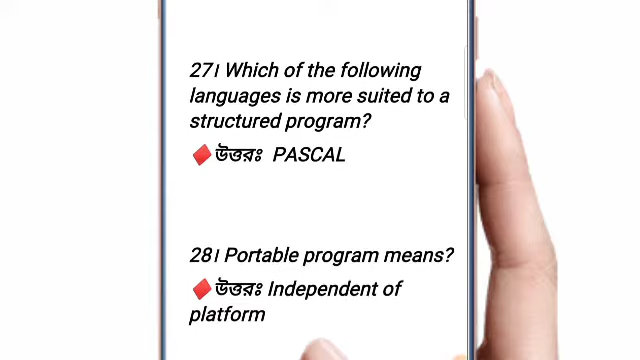 27। Which of the following
languages is more suited to a
structured program?
উত্তরঃ PASCAL
28। Portable program means?
উত্তরঃ Independent of
platform